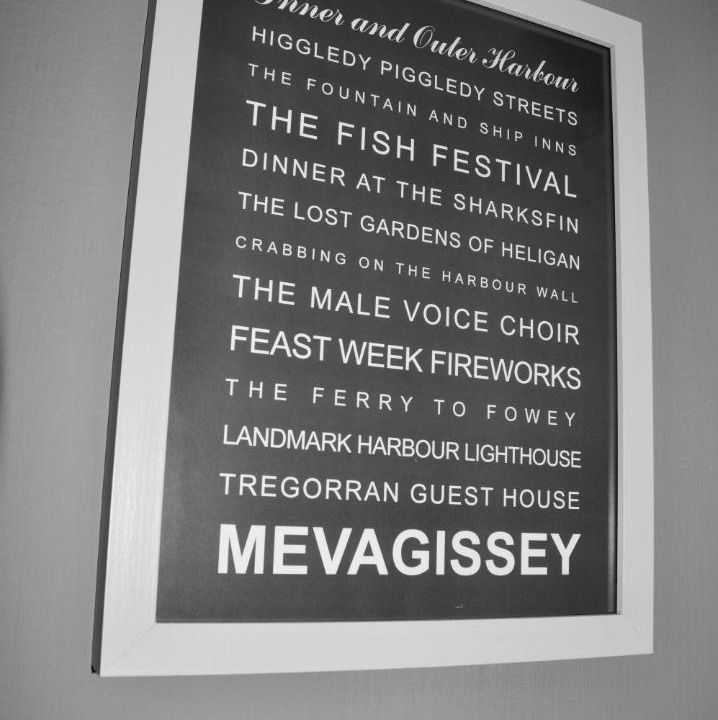 Inner and Outer Harbour
HIGGLEDY PIGGLEDY STREETS
THE FOUNTAIN AND SHIP INNS
THE FISH FESTIVAL
DINNER AT THE SHARKSFIN
THE LOST GARDENS OF HELIGAN
CRABBING ON THE HARBOUR WALL
THE MALE VOICE CHOIR
FEAST WEEK FIREWORKS
THE FERRY TO FOWEY
LANDMARK HARBOUR LIGHTHOUSE
TREGORRAN GUEST HOUSE
MEVAGISSEY